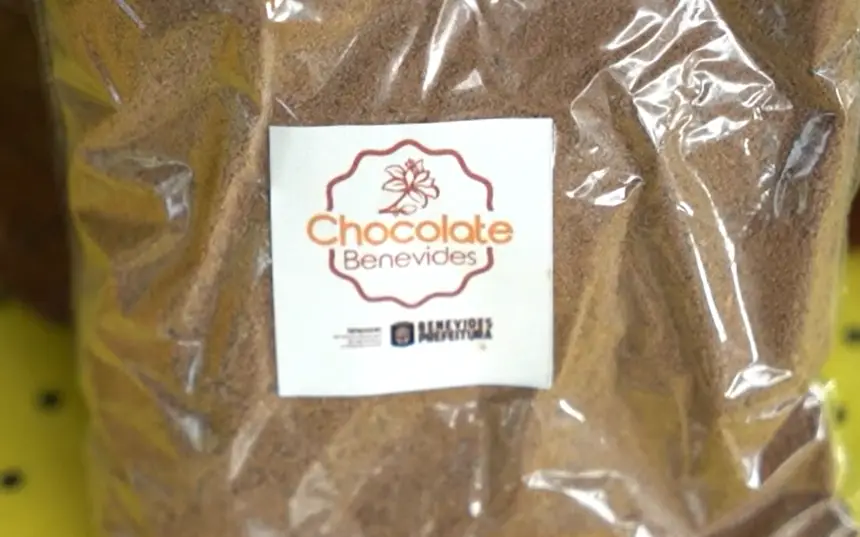 Chocolate
Benevides
BENEVIDES
PREFEITURA